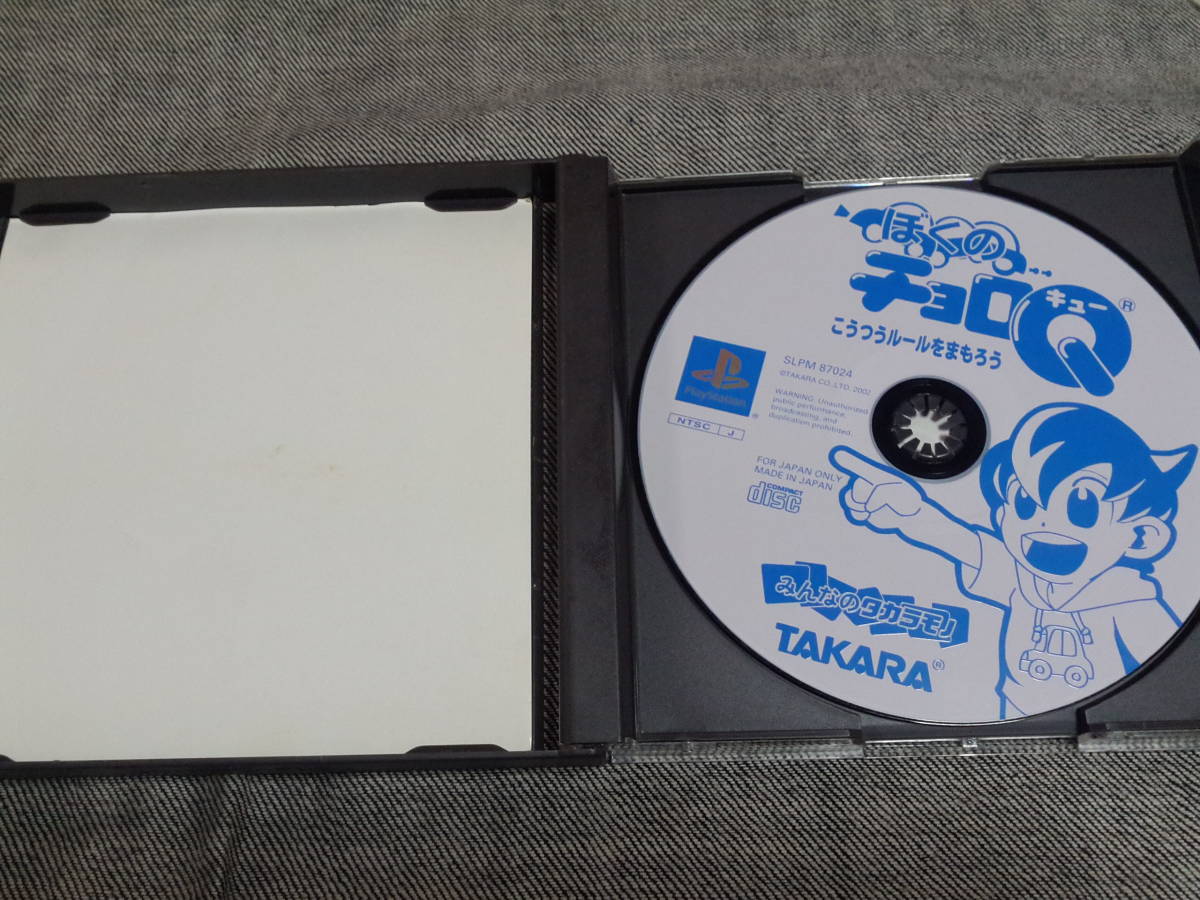 ぼくの
チョロQ
キュー
®
こうつうルールをまもろう
PlayStation
®
NTSC J
SLPM 87024
©TAKARA CO.,LTD. 2002
WARNING: Unauthorized
public performance,
broadcasting, and
duplication prohibited.
FOR JAPAN ONLY
MADE IN JAPAN
COMPACT
disc
みんなのタカラモノ
TAKARA®